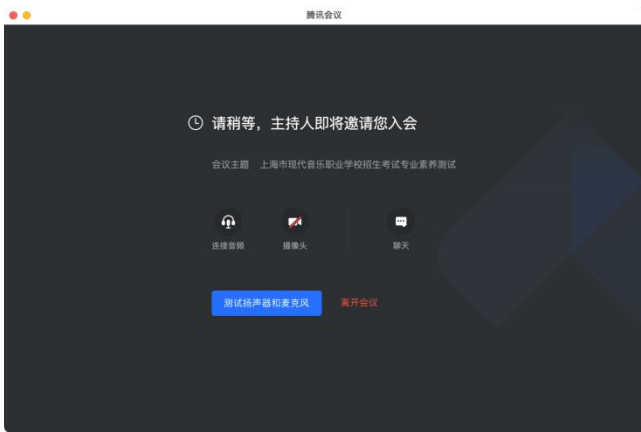 腾讯会议
请稍等，主持人即将邀请您入会
会议主题 上海市现代音乐职业学校招生考试专业素养测试
连接音频 摄像头 聊天
测试扬声器和麦克风 离开会议